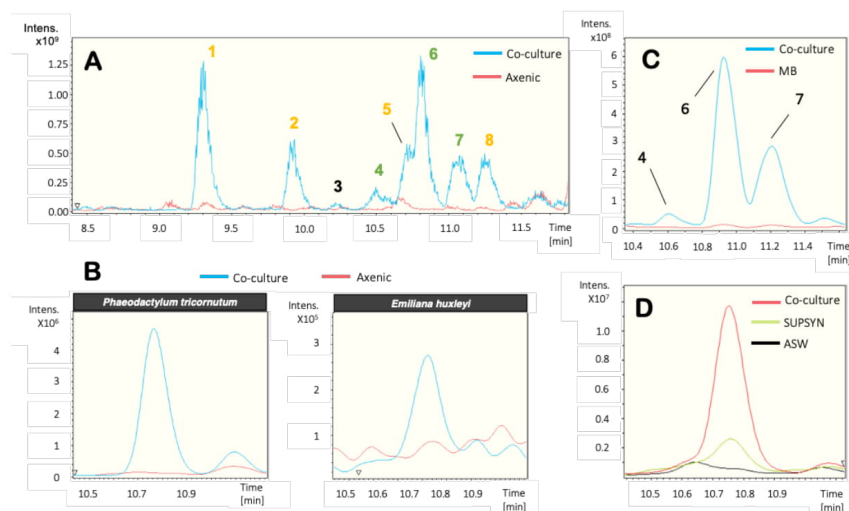 Intens.
x10⁹
A
1
2
3
4
5
6
7
8
Co-culture
Axenic
1.25
1.00
0.75
0.50
0.25
0.00
8.5 9.0 9.5 10.0 10.5 11.0 11.5 Time
[min]
Intens.
x10⁸
C
Co-culture
MB
6
5
4
3
2
1
0
4
6
7
10.4 10.6 10.8 11.0 11.2 11.4 Time
[min]
B
Co-culture Axenic
Phaeodactylum tricornutum
Intens.
X10⁶
4
3
2
1
0
10.5 10.7 10.9 Time
[min]
Emiliana huxleyi
Intens.
X10⁵
3
2
1
10.5 10.6 10.7 10.8 10.9 Time
[min]
Intens.
X10⁷
D
Co-culture
SUPSYN
ASW
1.0
0.8
0.6
0.4
0.2
10.5 10.6 10.7 10.8 10.9 Time
[min]